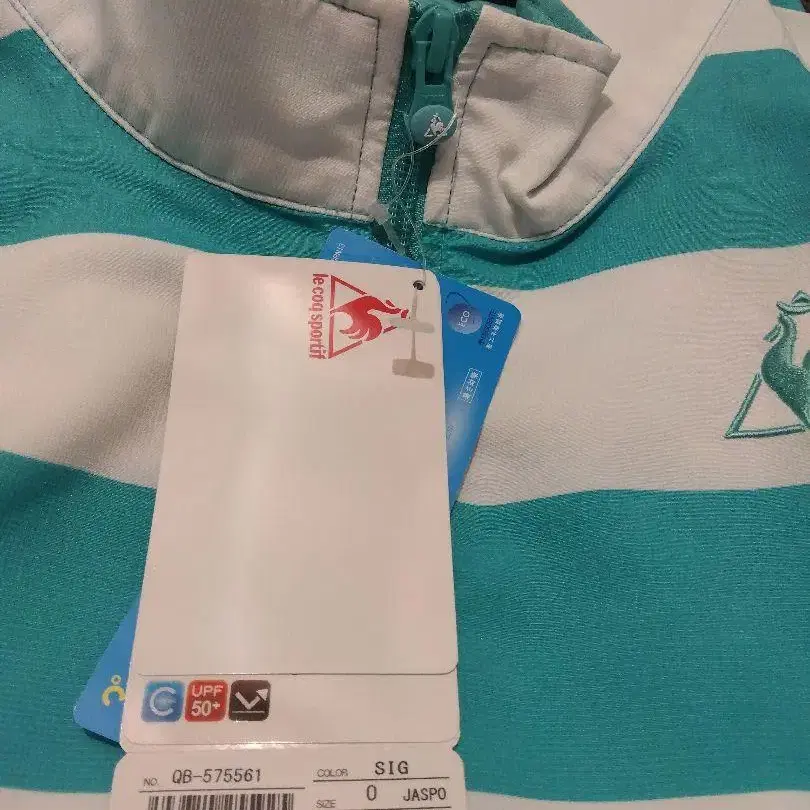 le coq sportif
UPF
50+
NO. QB-575561
COLOR SIG
SIZE 0 JASPO